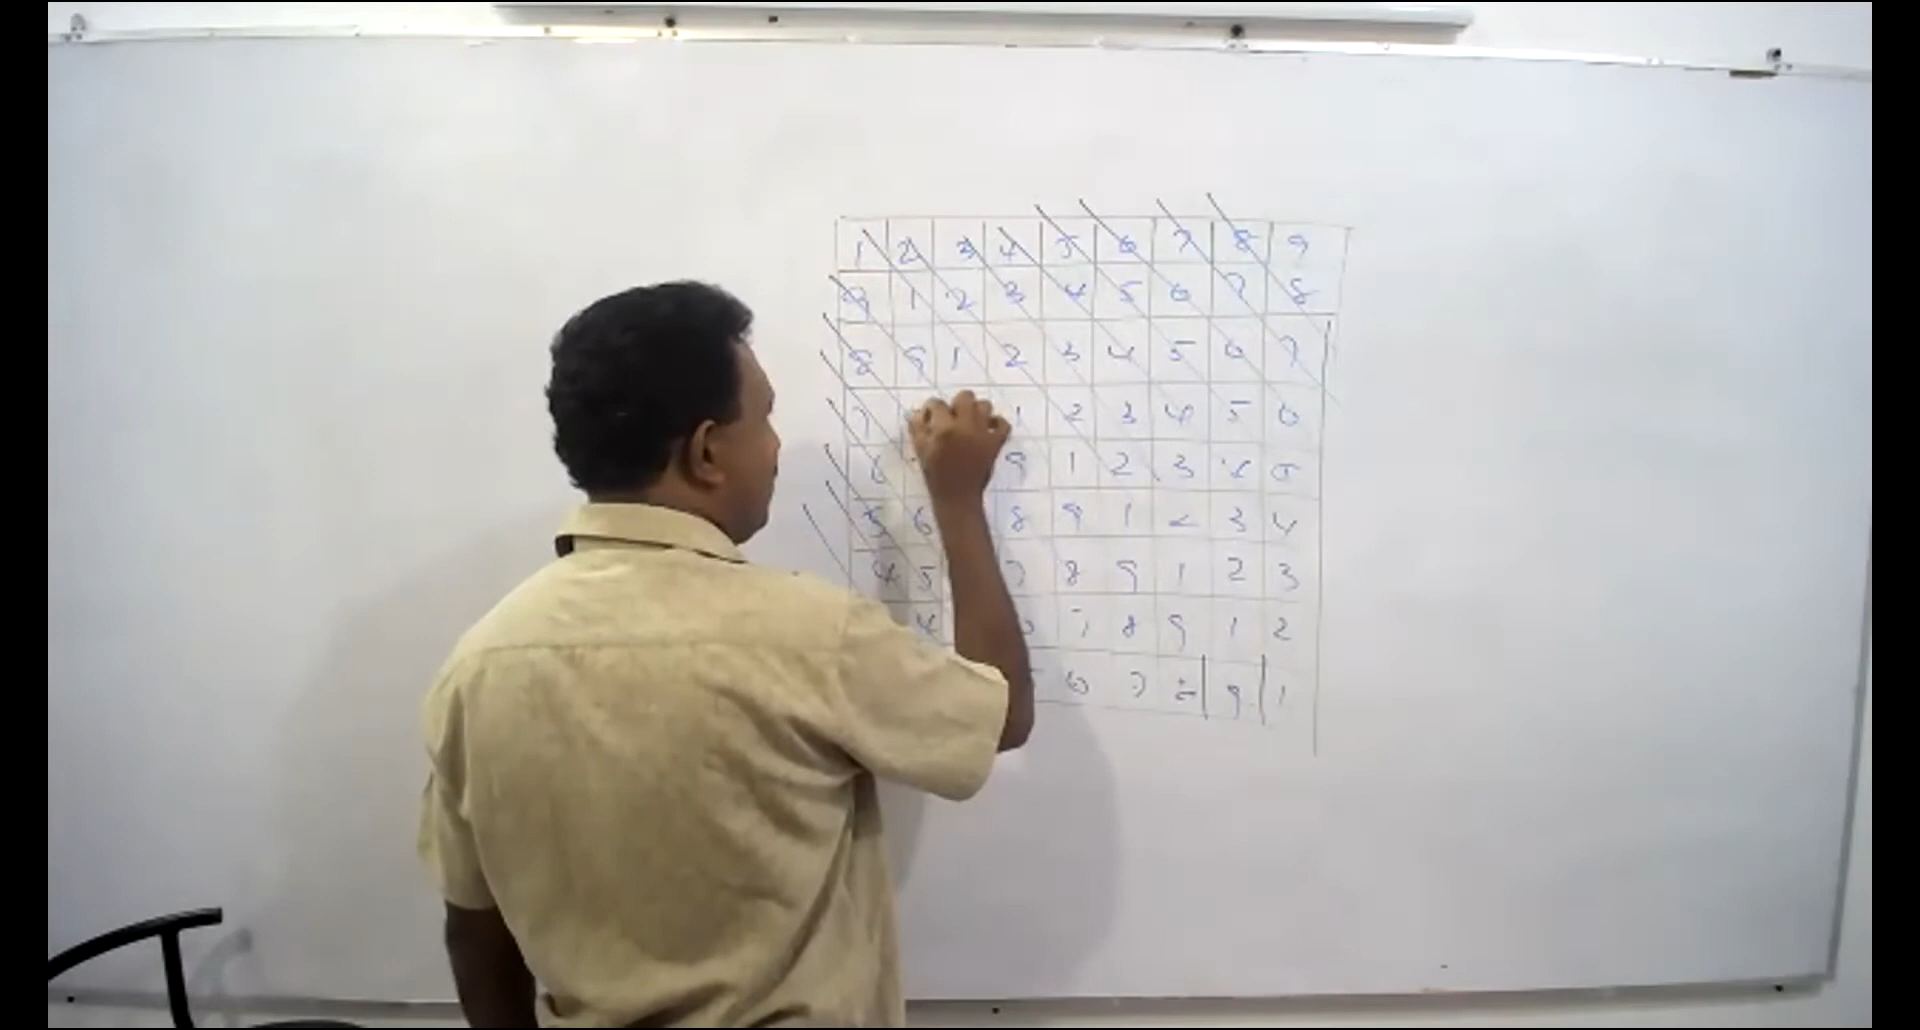 1 2 3 4 5 6 7 8 9
9 1 2 3 4 5 6 7 8
8 9 1 2 3 4 5 6 7
7 1 2 3 4 5 6
6 9 1 2 3 4 5
5 6 8 9 1 2 3 4
4 5 7 8 9 1 2 3
4 6 7 8 9 1 2
6 7 8 9 1